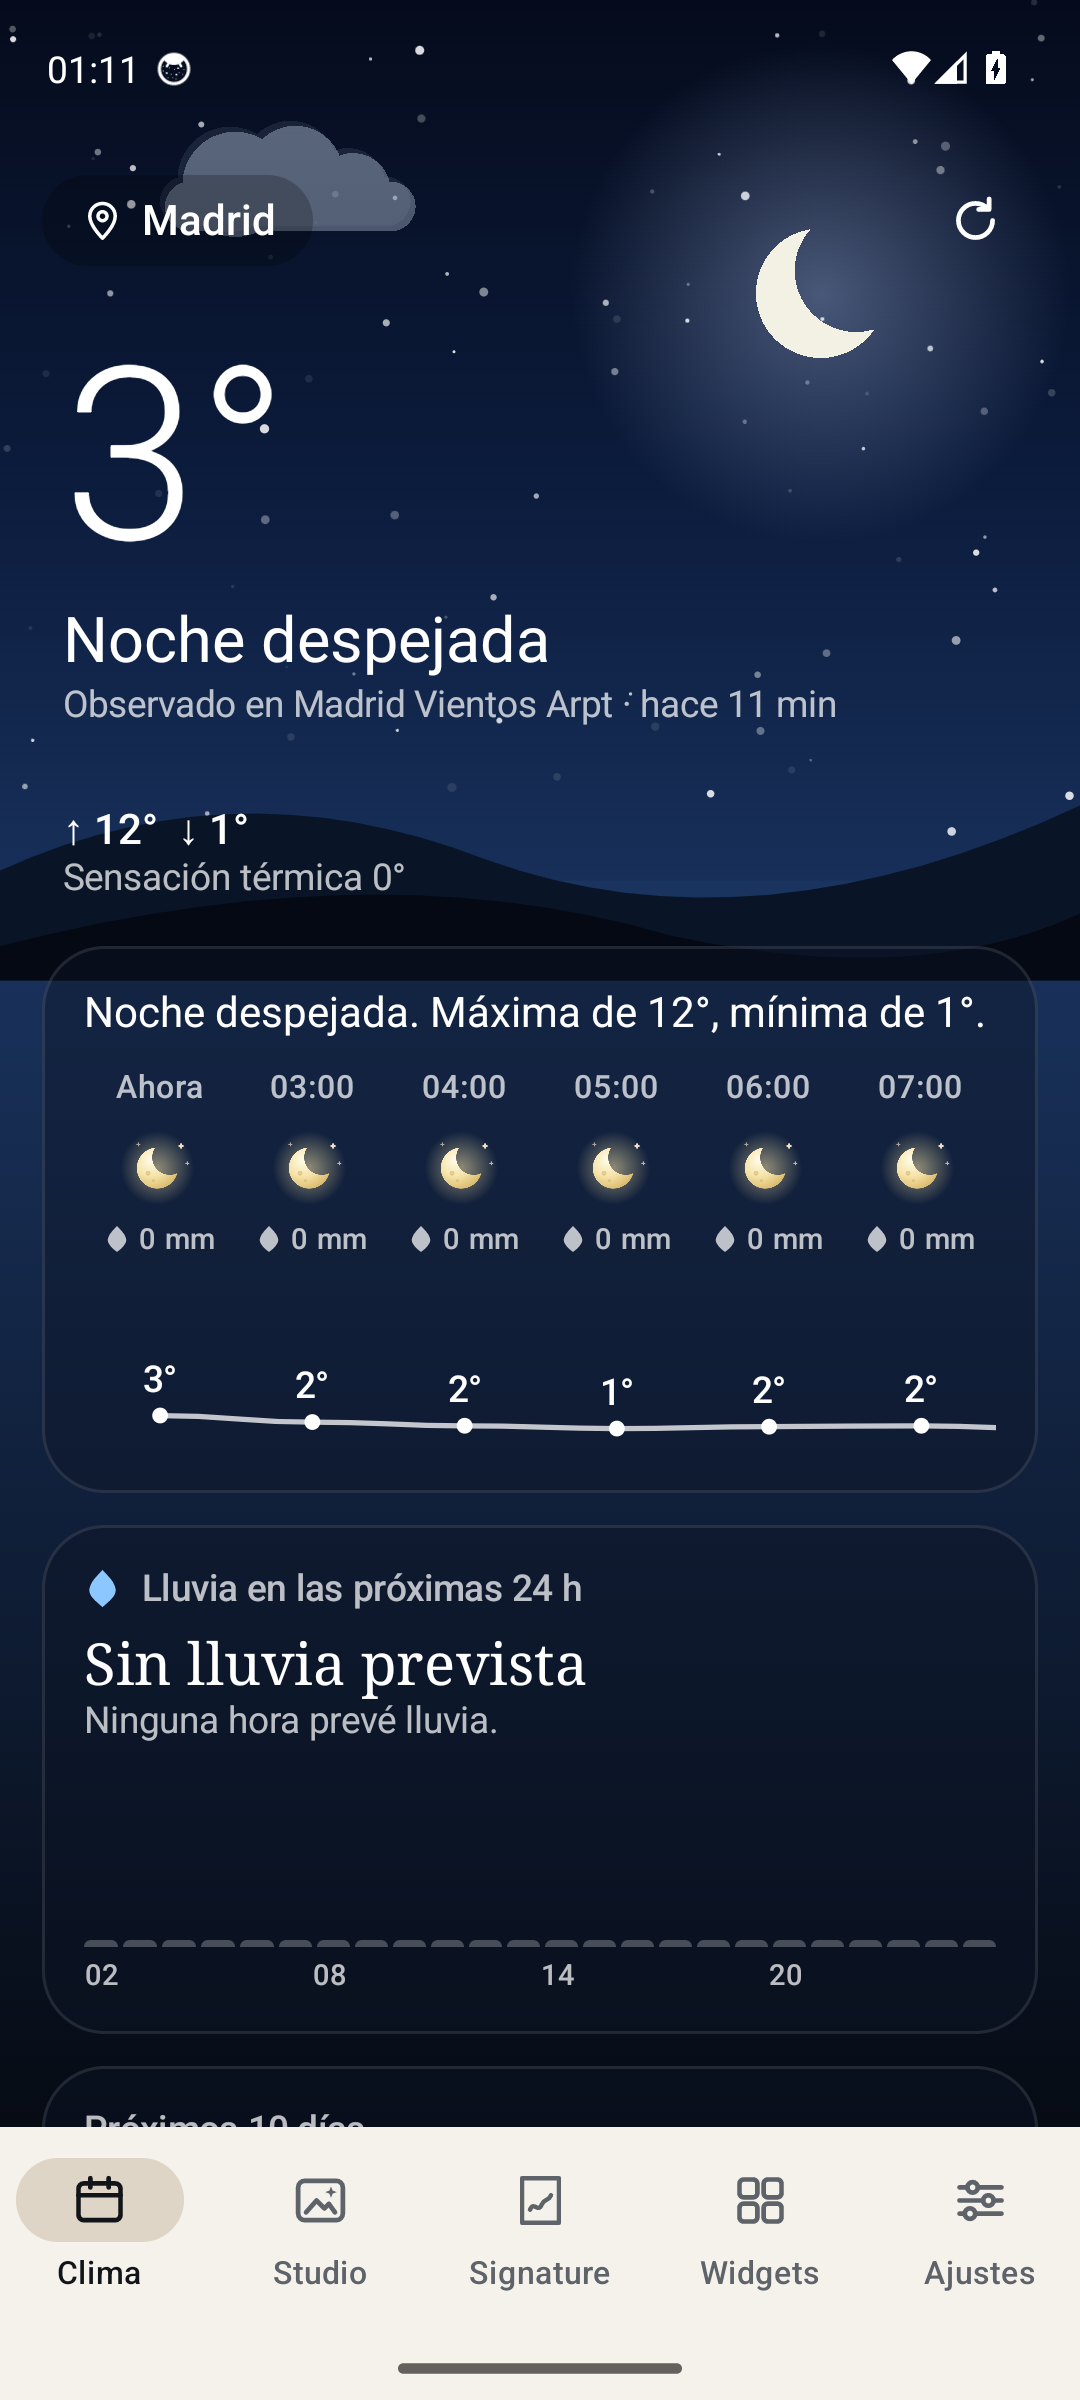 01:11
Madrid
3°
Noche despejada
Observado en Madrid Vientos Arpt · hace 11 min
↑ 12° ↓ 1°
Sensación térmica 0°
Noche despejada. Máxima de 12°, mínima de 1°.
Ahora 03:00 04:00 05:00 06:00 07:00
0 mm 0 mm 0 mm 0 mm 0 mm 0 mm
3° 2° 2° 1° 2° 2°
Lluvia en las próximas 24 h
Sin lluvia prevista
Ninguna hora prevé lluvia.
02 08 14 20
Próximos 10 días
Clima Studio Signature Widgets Ajustes